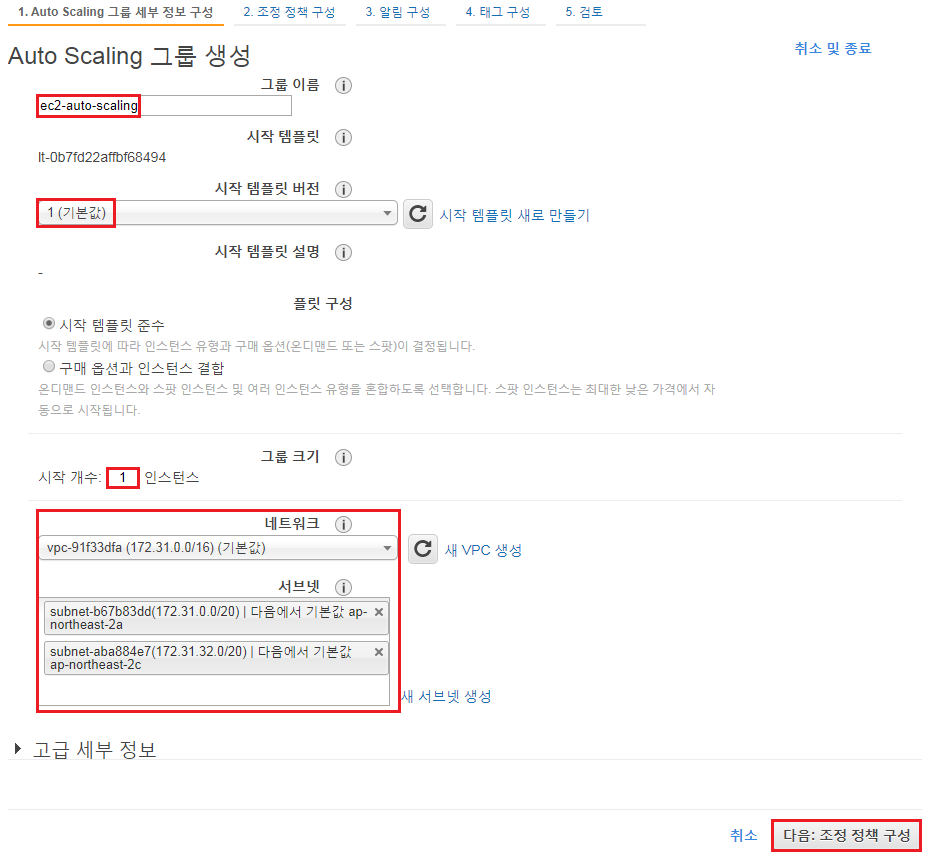 1. Auto Scaling 그룹 세부 정보 구성
2. 조정 정책 구성
3. 알림 구성
4. 태그 구성
5. 검토
Auto Scaling 그룹 생성
취소 및 종료
그룹 이름
ec2-auto-scaling
시작 템플릿
lt-0b7fd22affbf68494
시작 템플릿 버전
1 (기본값)
시작 템플릿 새로 만들기
시작 템플릿 설명
-
플릿 구성
시작 템플릿 준수
시작 템플릿에 따라 인스턴스 유형과 구매 옵션(온디맨드 또는 스팟)이 결정됩니다.
구매 옵션과 인스턴스 결합
온디맨드 인스턴스와 스팟 인스턴스 및 여러 인스턴스 유형을 혼합하도록 선택합니다. 스팟 인스턴스는 최대한 낮은 가격에서 자
동으로 시작됩니다.
그룹 크기
시작 개수: 1 인스턴스
네트워크
vpc-91f33dfa (172.31.0.0/16) (기본값)
새 VPC 생성
서브넷
subnet-b67b83dd(172.31.0.0/20) | 다음에서 기본값 ap-
northeast-2a
subnet-aba884e7(172.31.32.0/20) | 다음에서 기본값
ap-northeast-2c
새 서브넷 생성
고급 세부 정보
취소
다음: 조정 정책 구성